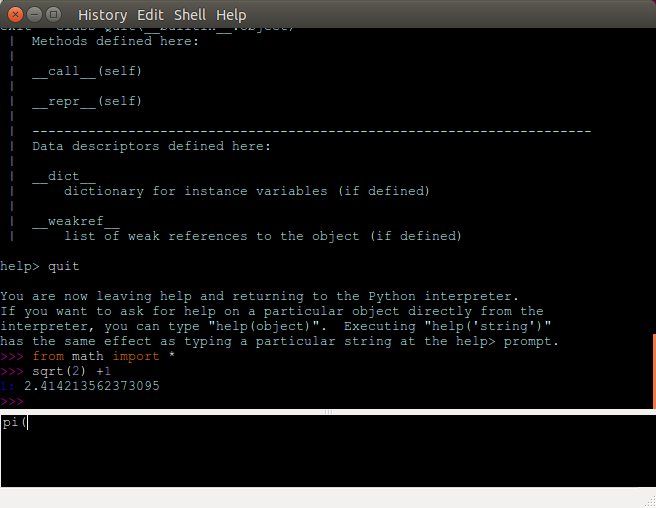 History Edit Shell Help
| Methods defined here:
|
| __call__(self)
|
| __repr__(self)
|
| ----------------------------------------------------------------------
| Data descriptors defined here:
|
| __dict__
| dictionary for instance variables (if defined)
|
| __weakref__
| list of weak references to the object (if defined)
help> quit
You are now leaving help and returning to the Python interpreter.
If you want to ask for help on a particular object directly from the
interpreter, you can type "help(object)". Executing "help('string')"
has the same effect as typing a particular string at the help> prompt.
>>> from math import *
>>> sqrt(2) +1
1: 2.414213562373095
>>>
pi(